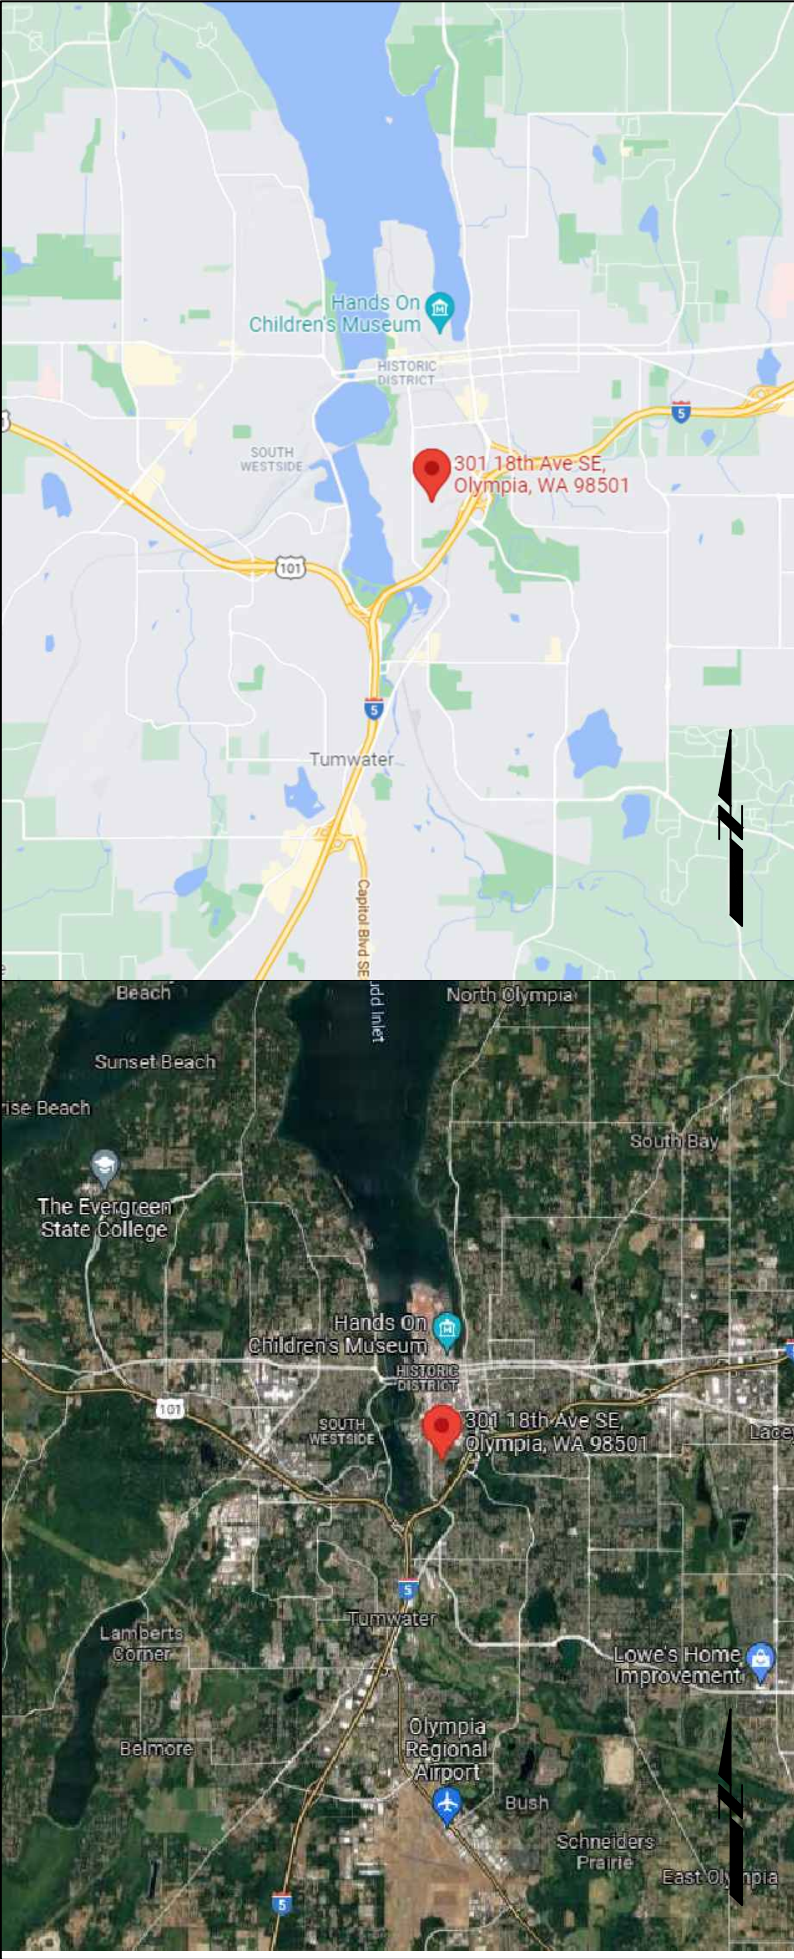 Hands On
Children's Museum
HISTORIC
DISTRICT
5
SOUTH
WESTSIDE
301 18th Ave SE,
Olympia, WA 98501
101
5
Tumwater
Capitol Blvd SE
N
Beach
North Olympia
Sunset Beach
South Bay
The Evergreen
State College
Hands On
Children's Museum
HISTORIC
DISTRICT
101
SOUTH
WESTSIDE
301 18th Ave SE,
Olympia, WA 98501
5
Tumwater
Lamberts
Corner
Lowe's Home
Improvement
Olympia
Regional
Airport
Belmore
Bush
Schneiders
Prairie
East Olympia
5
N